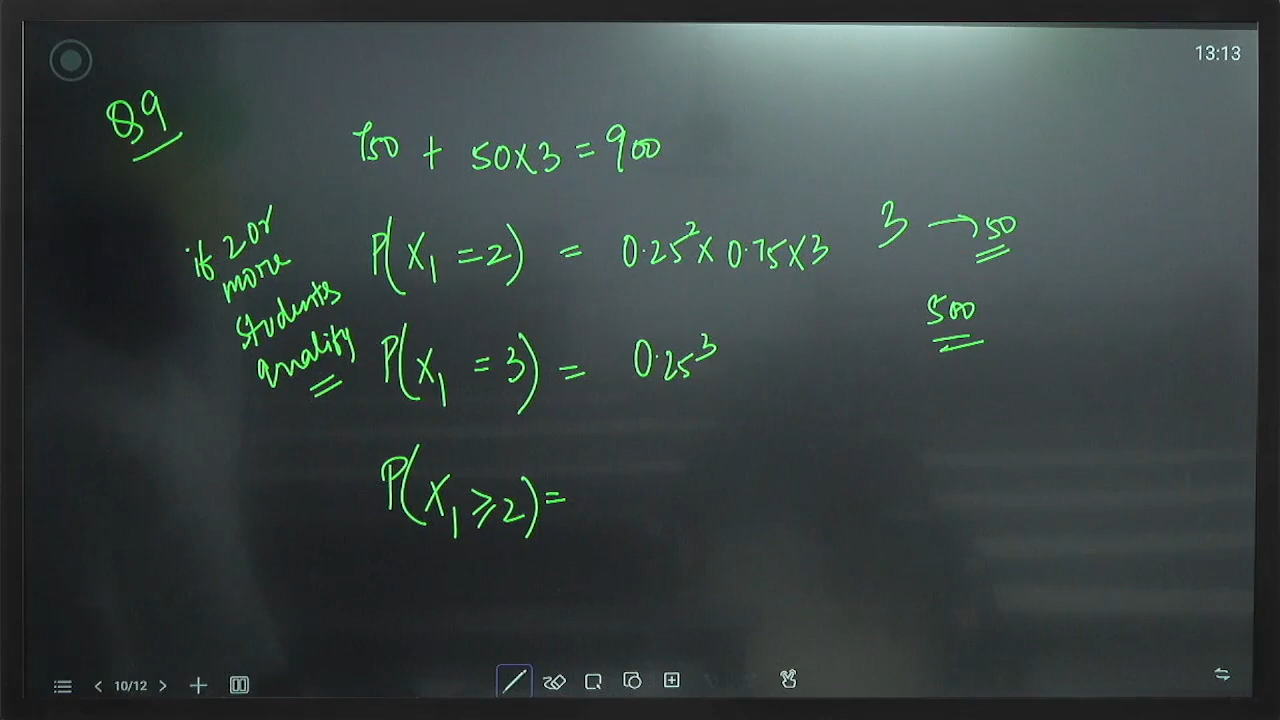 13:13
Q9
750 + 50×3 = 900
if 2 or
more
students
qualify
P(X₁ = 2) = 0.25² × 0.75 × 3
3 → 50
500
P(X₁ = 3) = 0.25³
P(X₁ ≥ 2) =
10/12